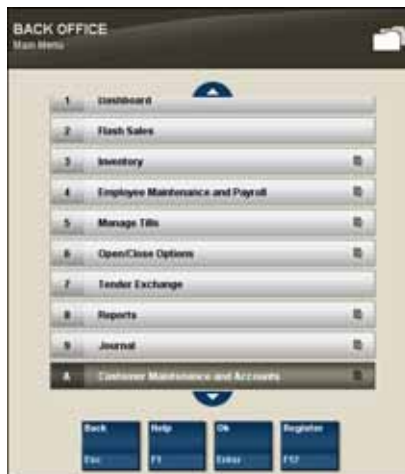 BACK OFFICE
Main Menu
1 Dashboard
2 Flash Sales
3 Inventory
4 Employee Maintenance and Payroll
5 Manage Tills
6 Open/Close Options
7 Tender Exchange
8 Reports
9 Journal
A Customer Maintenance and Accounts
Back Help Ok Register
Esc F1 Enter F12